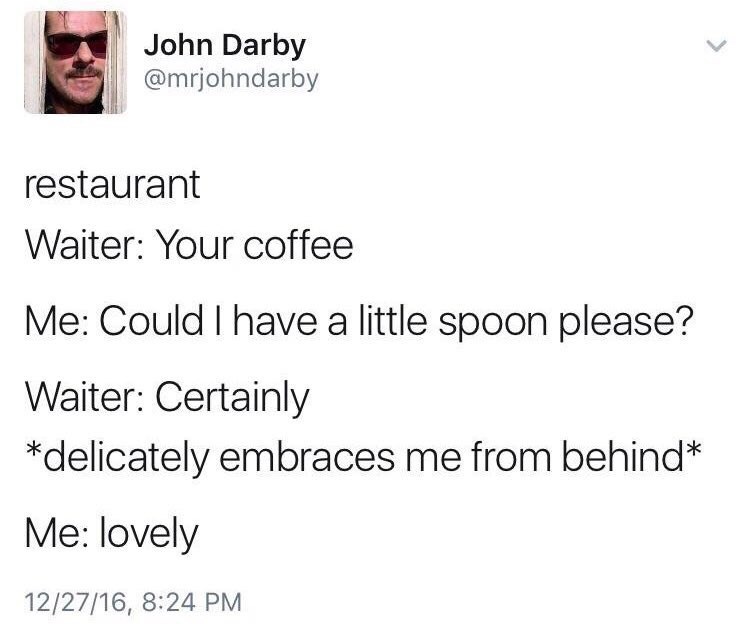 John Darby
@mrjohndarby
restaurant
Waiter: Your coffee
Me: Could I have a little spoon please?
Waiter: Certainly
*delicately embraces me from behind*
Me: lovely
12/27/16, 8:24 PM